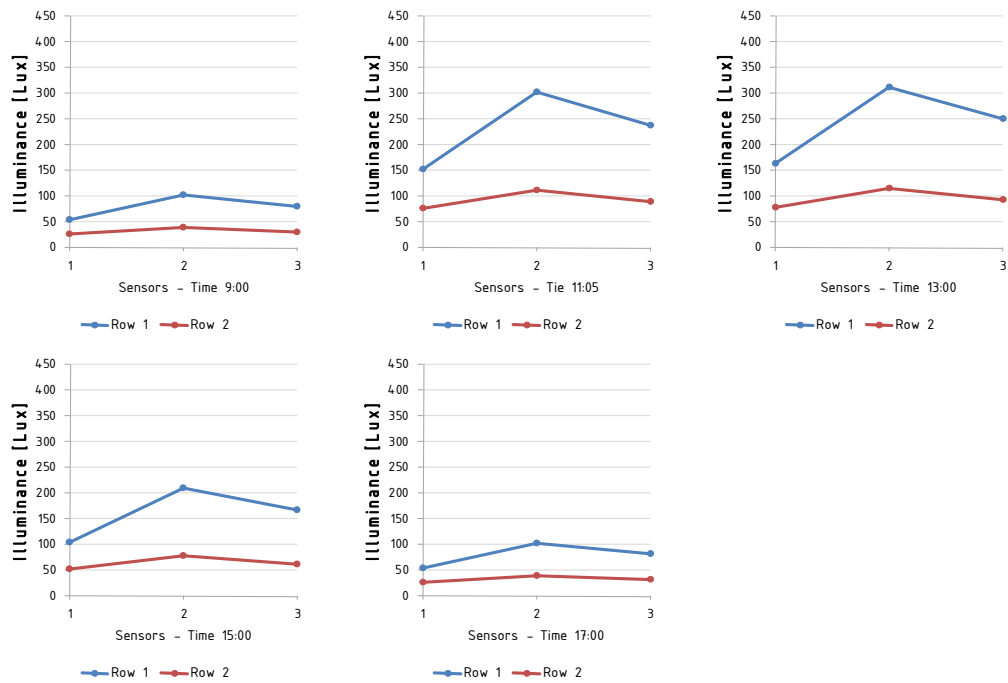 Illuminance [Lux]
450
400
350
300
250
200
150
100
50
0
1 2 3
Sensors - Time 9:00
Row 1 Row 2
Illuminance [Lux]
450
400
350
300
250
200
150
100
50
0
1 2 3
Sensors - Tie 11:05
Row 1 Row 2
Illuminance [Lux]
450
400
350
300
250
200
150
100
50
0
1 2 3
Sensors - Time 13:00
Row 1 Row 2
Illuminance [Lux]
450
400
350
300
250
200
150
100
50
0
1 2 3
Sensors - Time 15:00
Row 1 Row 2
Illuminance [Lux]
450
400
350
300
250
200
150
100
50
0
1 2 3
Sensors - Time 17:00
Row 1 Row 2